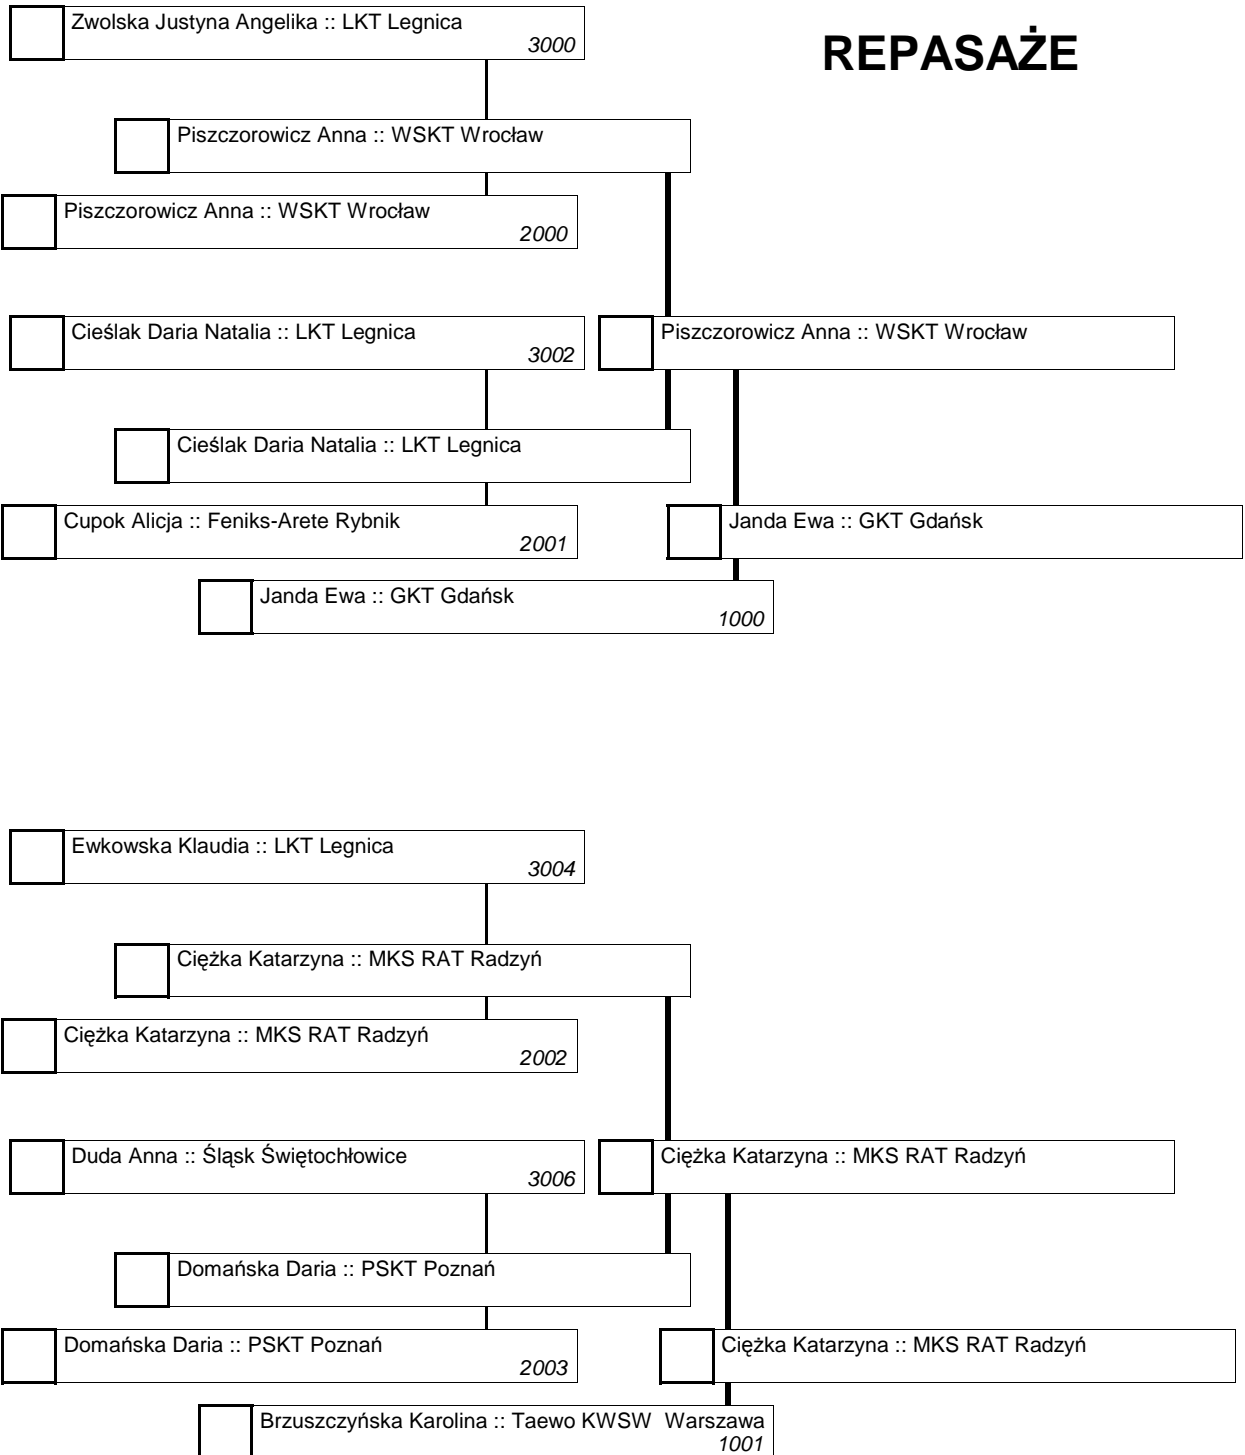 Zwolska Justyna Angelika :: LKT Legnica
3000
REPASAŻE
Piszczorowicz Anna :: WSKT Wrocław
Piszczorowicz Anna :: WSKT Wrocław
2000
Cieślak Daria Natalia :: LKT Legnica
3002
Piszczorowicz Anna :: WSKT Wrocław
Cieślak Daria Natalia :: LKT Legnica
Cupok Alicja :: Feniks-Arete Rybnik
2001
Janda Ewa :: GKT Gdańsk
Janda Ewa :: GKT Gdańsk
1000
Ewkowska Klaudia :: LKT Legnica
3004
Ciężka Katarzyna :: MKS RAT Radzyń
Ciężka Katarzyna :: MKS RAT Radzyń
2002
Duda Anna :: Śląsk Świętochłowice
3006
Ciężka Katarzyna :: MKS RAT Radzyń
Domańska Daria :: PSKT Poznań
Domańska Daria :: PSKT Poznań
2003
Ciężka Katarzyna :: MKS RAT Radzyń
Brzuszczyńska Karolina :: Taewo KWSW  Warszawa
1001